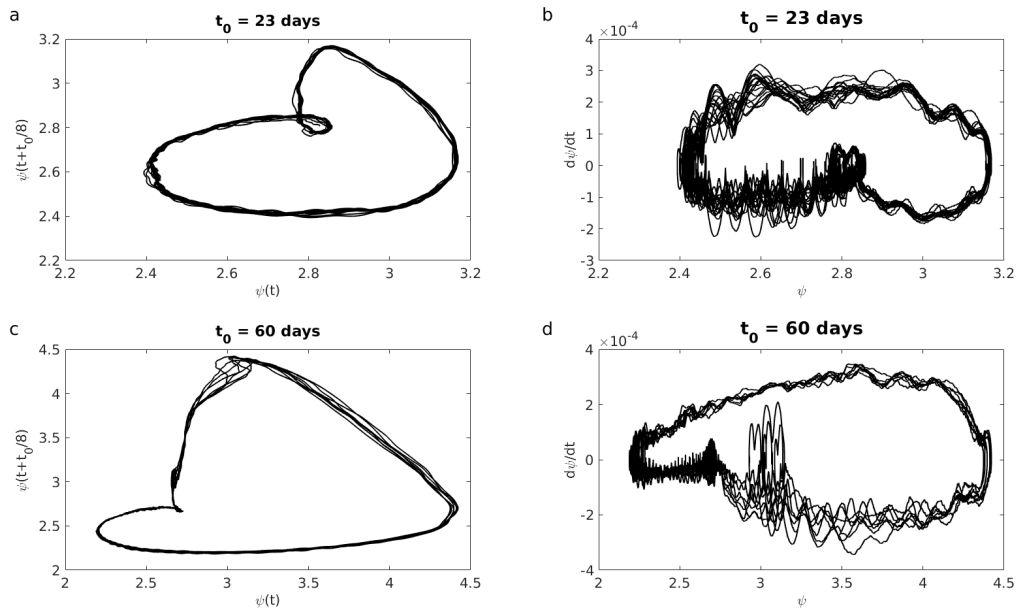 a
t0 = 23 days
3.2
3
2.8
2.6
2.4
2.2
ψ(t+t0/8)
2.2 2.4 2.6 2.8 3 3.2
ψ(t)
b
t0 = 23 days
×10-4
4
3
2
1
0
-1
-2
-3
dψ/dt
2.2 2.4 2.6 2.8 3 3.2
ψ
c
t0 = 60 days
4.5
4
3.5
3
2.5
2
ψ(t+t0/8)
2 2.5 3 3.5 4 4.5
ψ(t)
d
t0 = 60 days
×10-4
4
2
0
-2
-4
dψ/dt
2 2.5 3 3.5 4 4.5
ψ